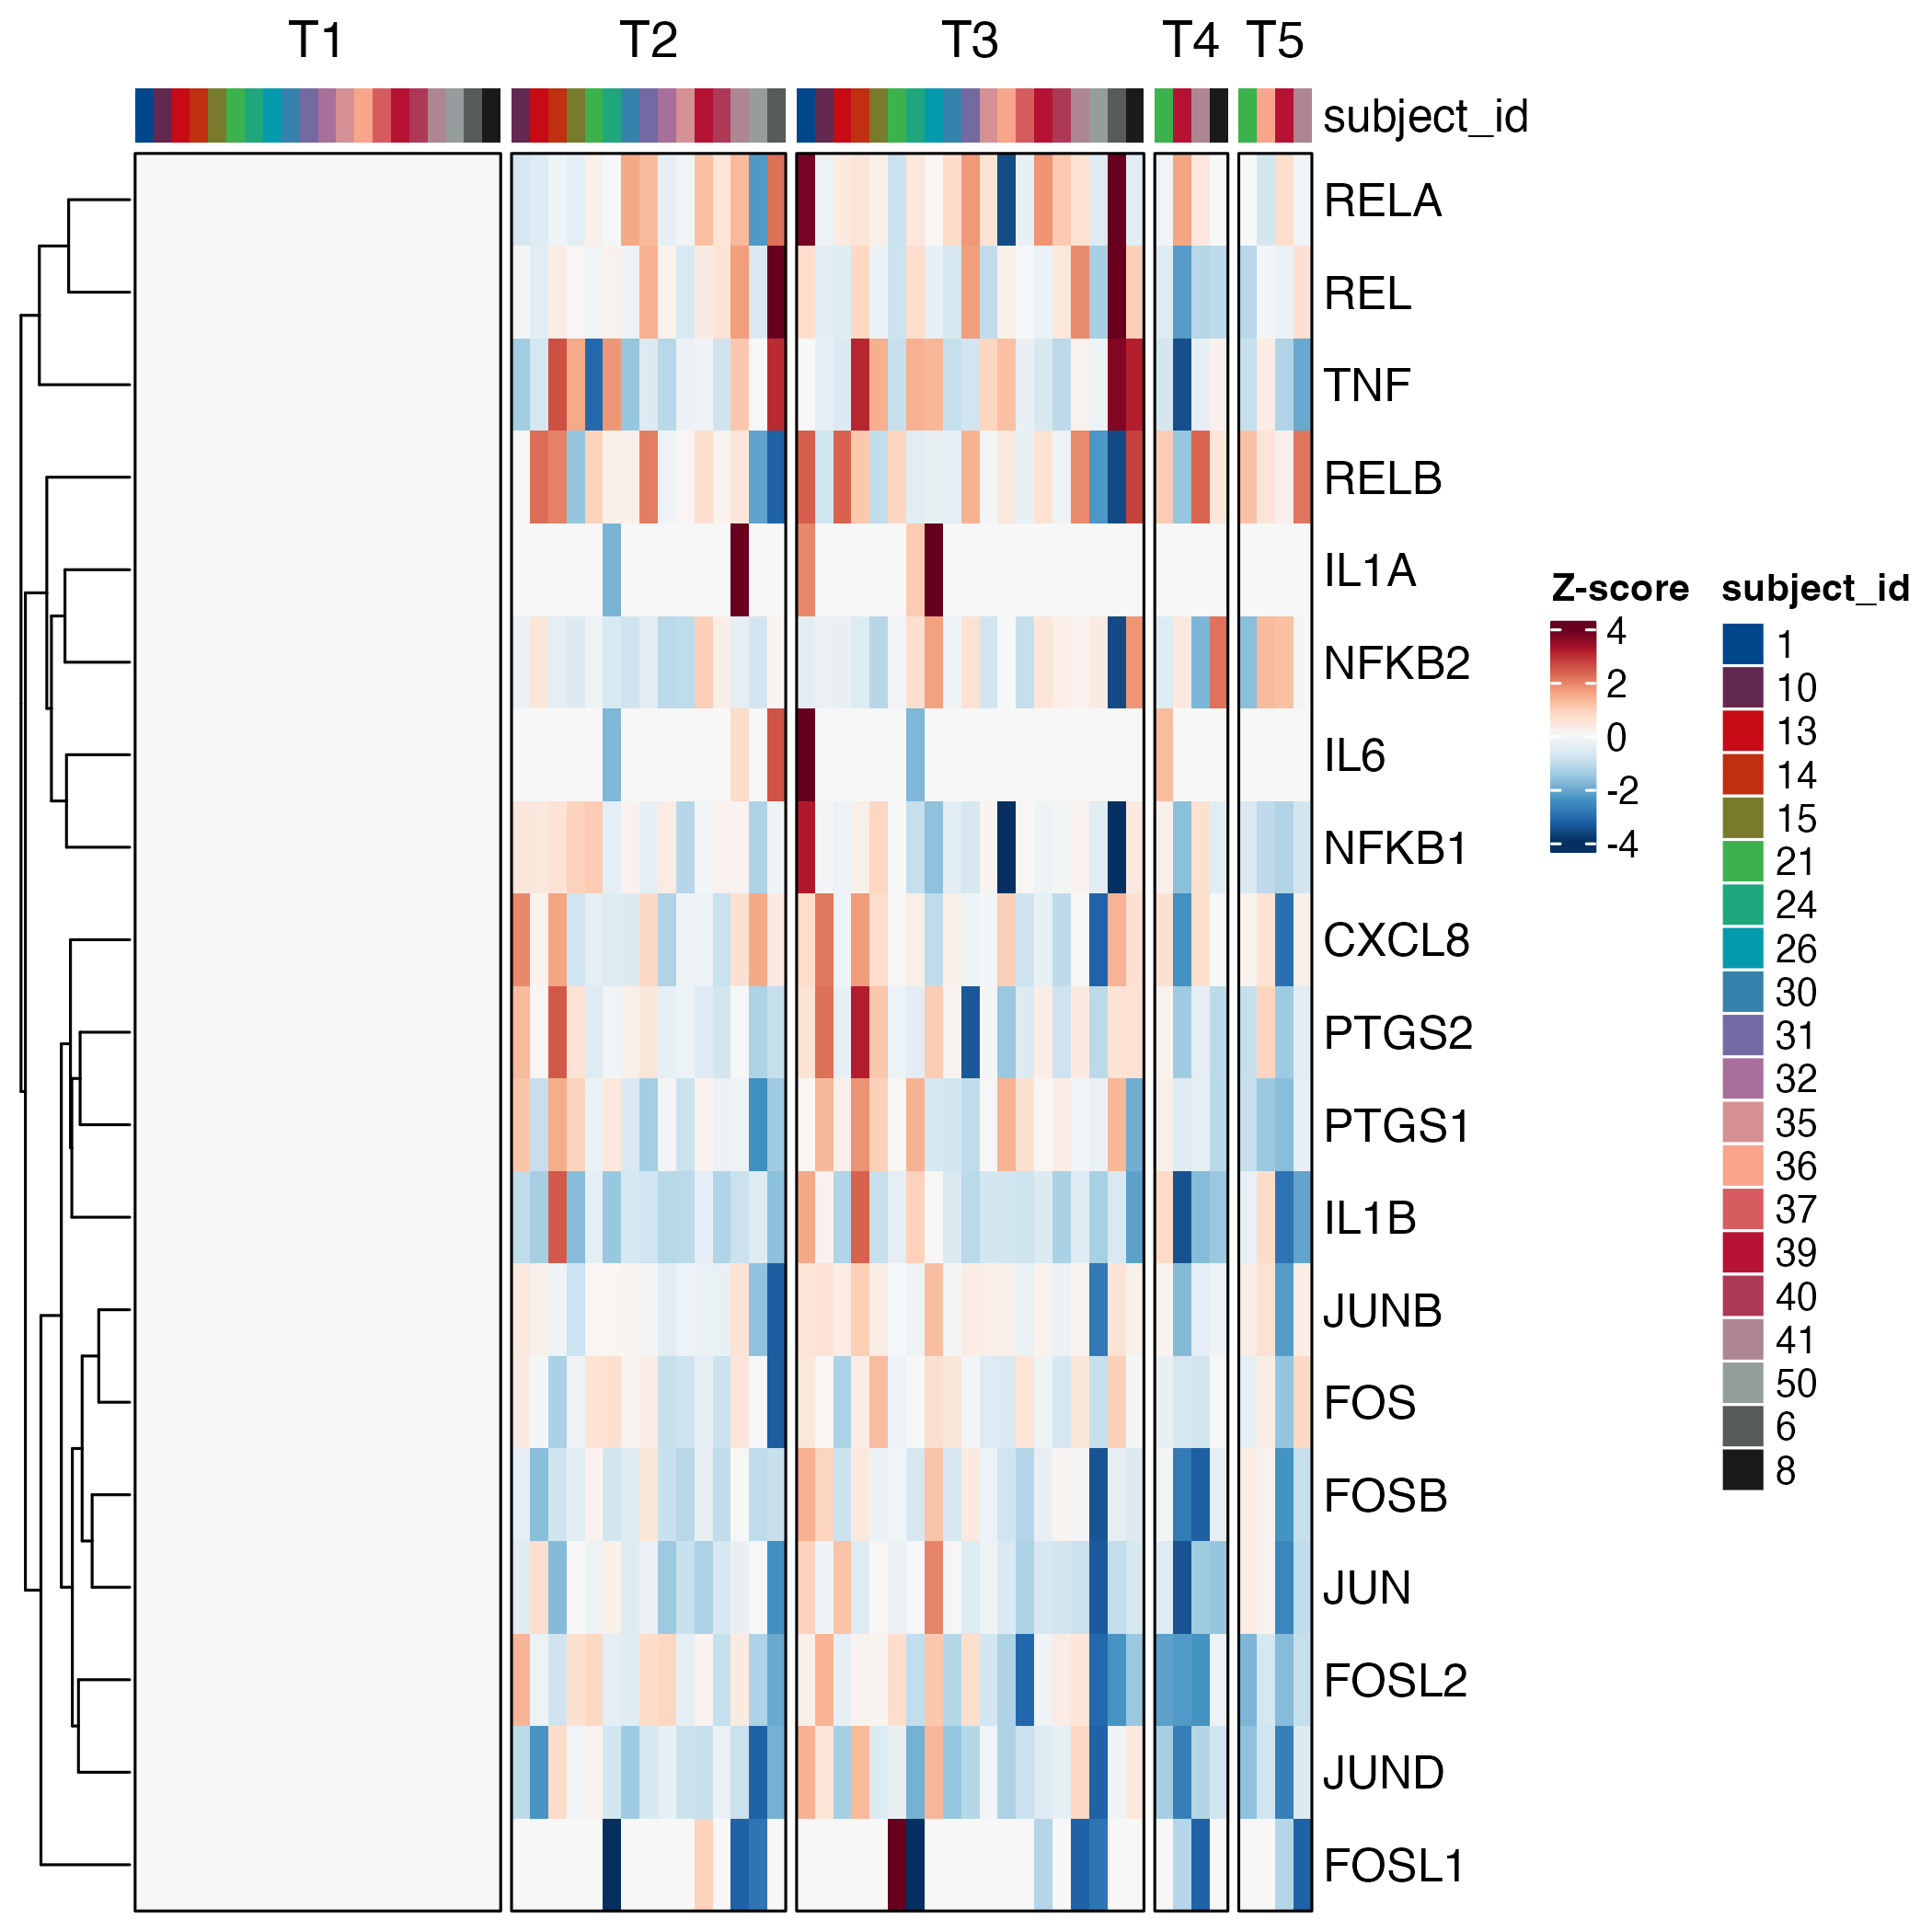 T1 T2 T3 T4 T5
subject_id
RELA
REL
TNF
RELB
IL1A
NFKB2
IL6
NFKB1
CXCL8
PTGS2
PTGS1
IL1B
JUNB
FOS
FOSB
JUN
FOSL2
JUND
FOSL1
Z-score
4
2
0
-2
-4
subject_id
1
10
13
14
15
21
24
26
30
31
32
35
36
37
39
40
41
50
6
8